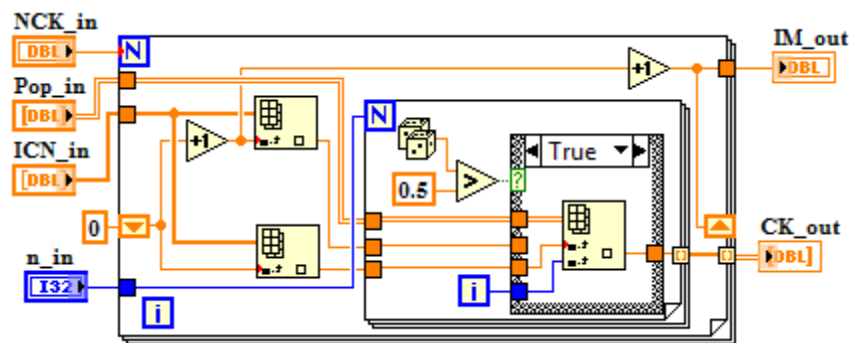 NCK_in
DBL
N
Pop_in
[DBL]
ICN_in
[DBL]
+1
0
n_in
I32
i
N
0.5
>
True
?
i
+1
IM_out
DBL
CK_out
[DBL]